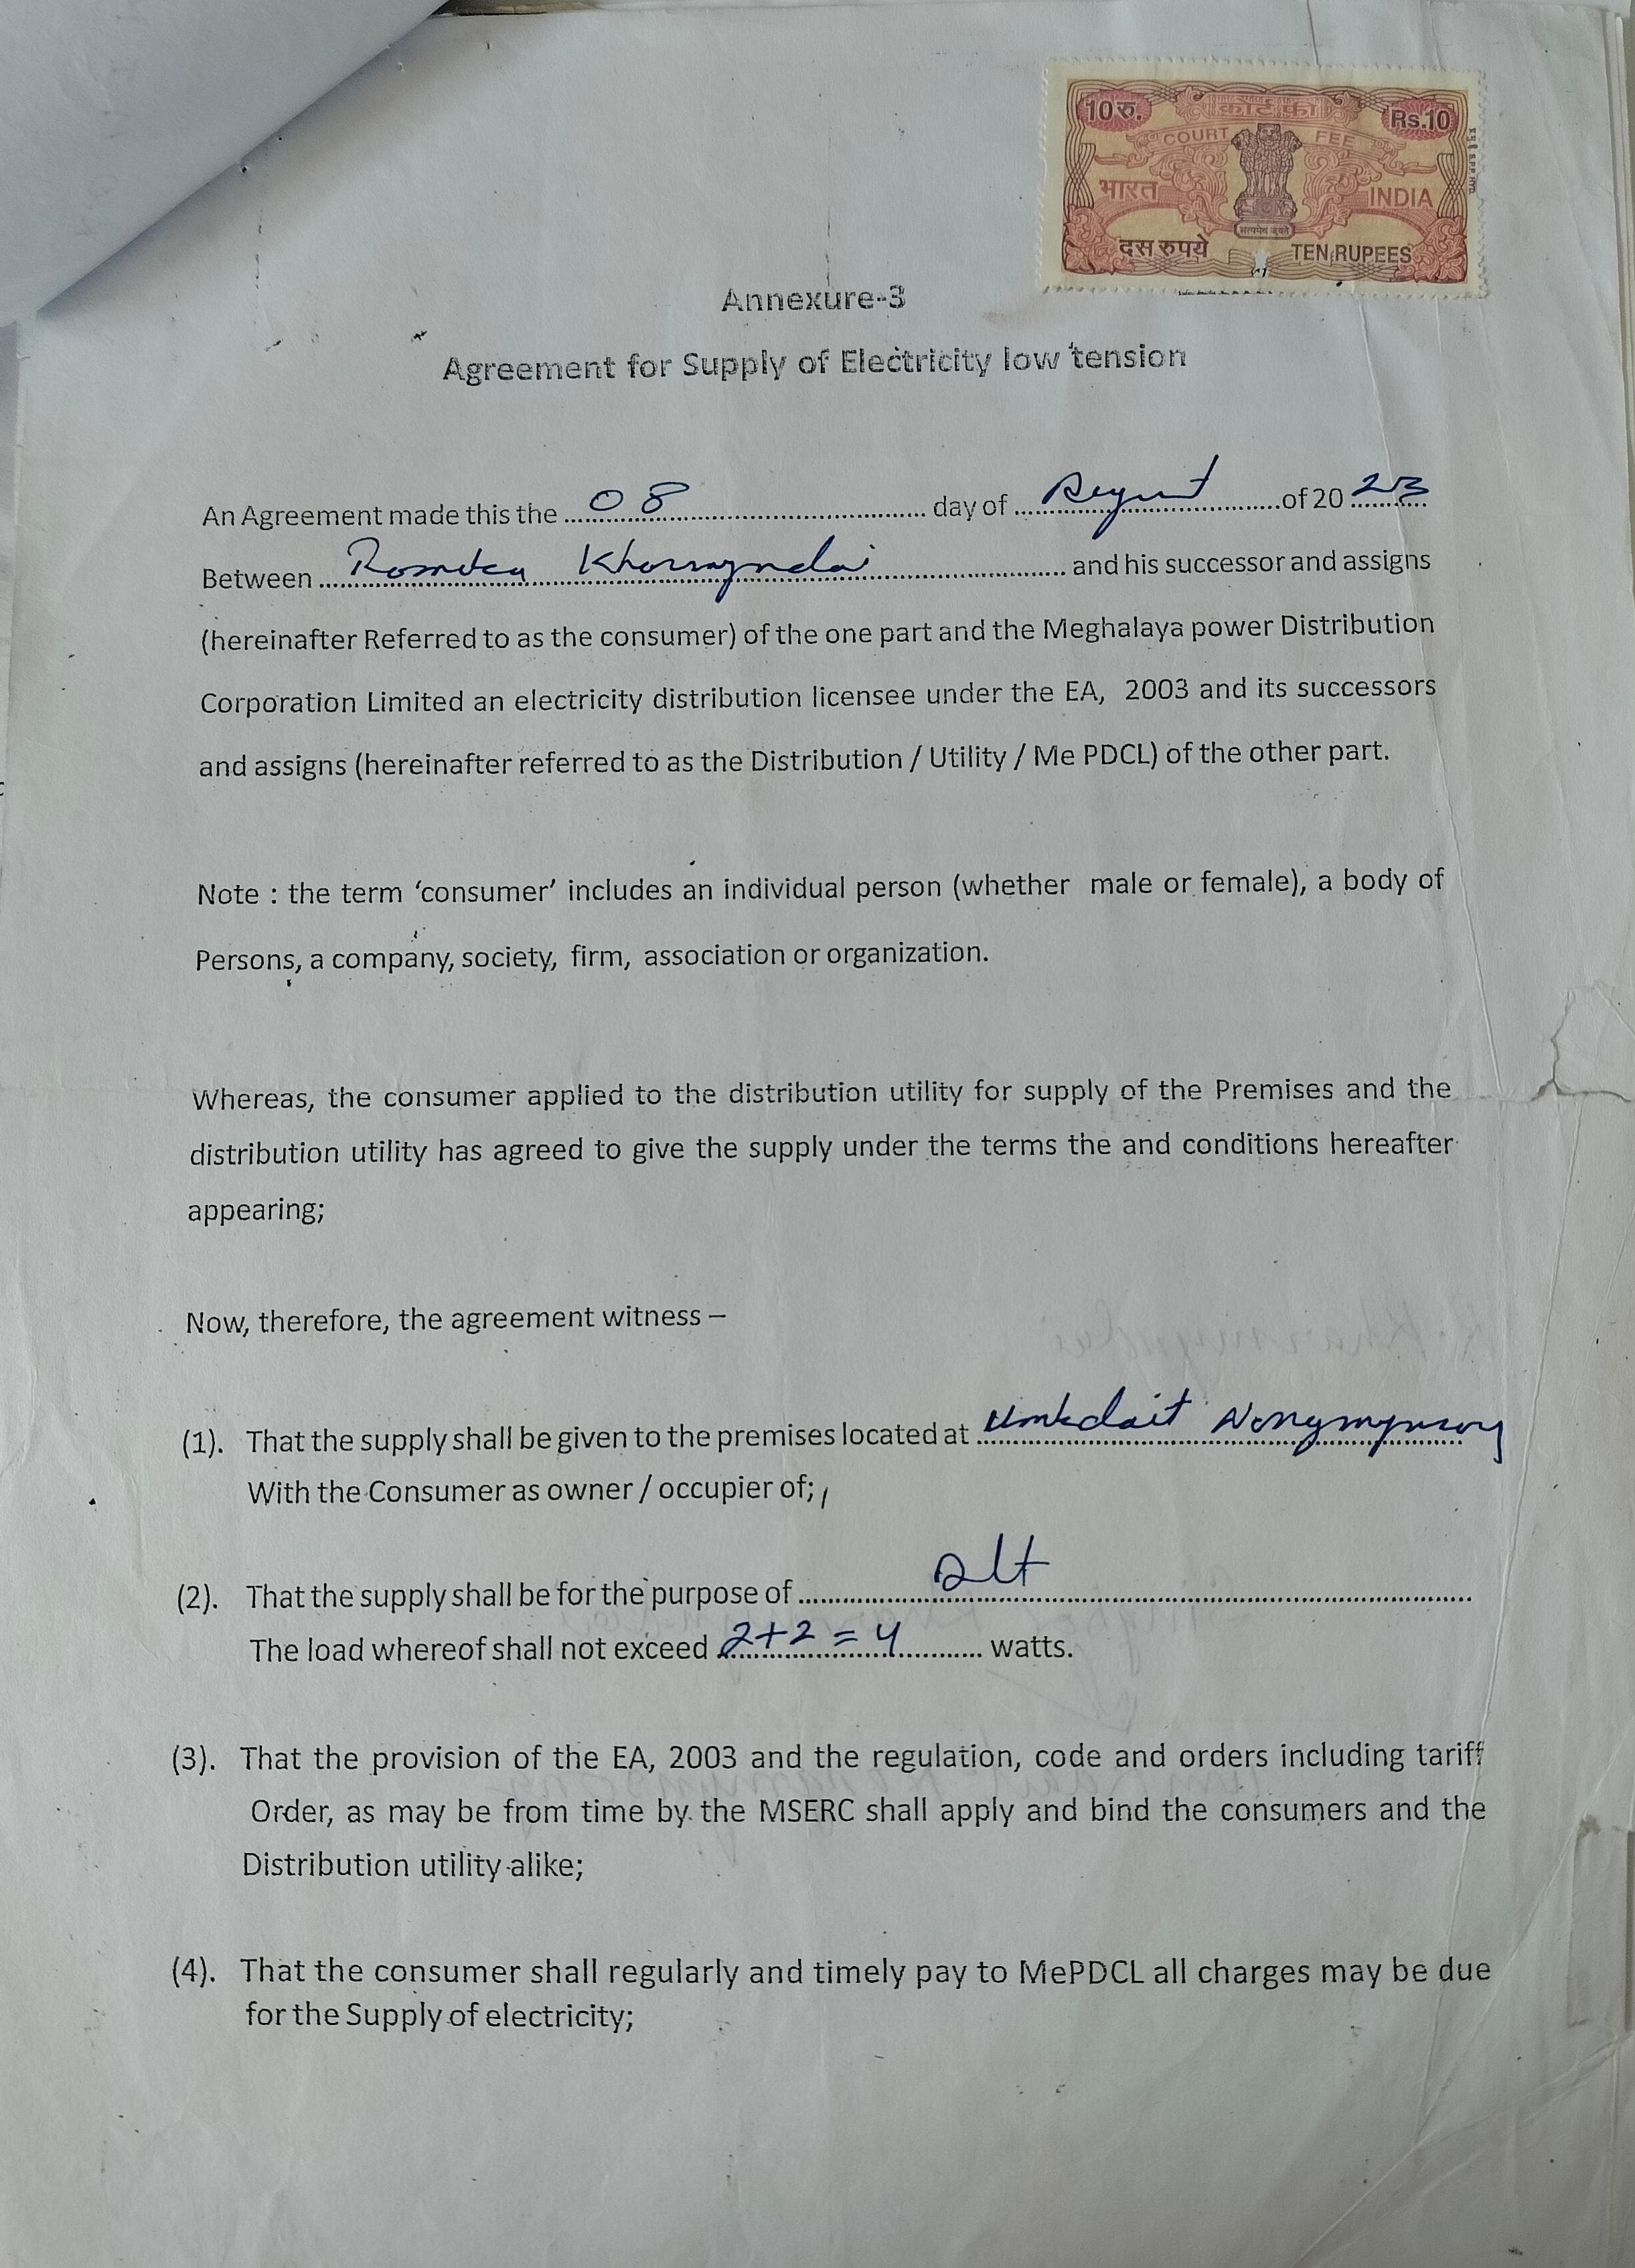 10 रु. कोर्ट फी Rs.10
COURT FEE
भारत INDIA
सत्यमेव जयते
दस रुपये TEN RUPEES
Annexure-3
Agreement for Supply of Electricity low tension
An Agreement made this the 08 day of August of 20 23
Between Khongdai and his successor and assigns
(hereinafter Referred to as the consumer) of the one part and the Meghalaya power Distribution
Corporation Limited an electricity distribution licensee under the EA, 2003 and its successors
and assigns (hereinafter referred to as the Distribution / Utility / Me PDCL) of the other part.
Note : the term ‘consumer’ includes an individual person (whether male or female), a body of
Persons, a company, society, firm, association or organization.
Whereas, the consumer applied to the distribution utility for supply of the Premises and the
distribution utility has agreed to give the supply under the terms the and conditions hereafter
appearing;
Now, therefore, the agreement witness –
(1). That the supply shall be given to the premises located at Umkdait Nongmynsong
With the Consumer as owner / occupier of;
(2). That the supply shall be for the purpose of DLT
The load whereof shall not exceed 2+2=4 watts.
(3). That the provision of the EA, 2003 and the regulation, code and orders including tariff
Order, as may be from time by the MSERC shall apply and bind the consumers and the
Distribution utility alike;
(4). That the consumer shall regularly and timely pay to MePDCL all charges may be due
for the Supply of electricity;